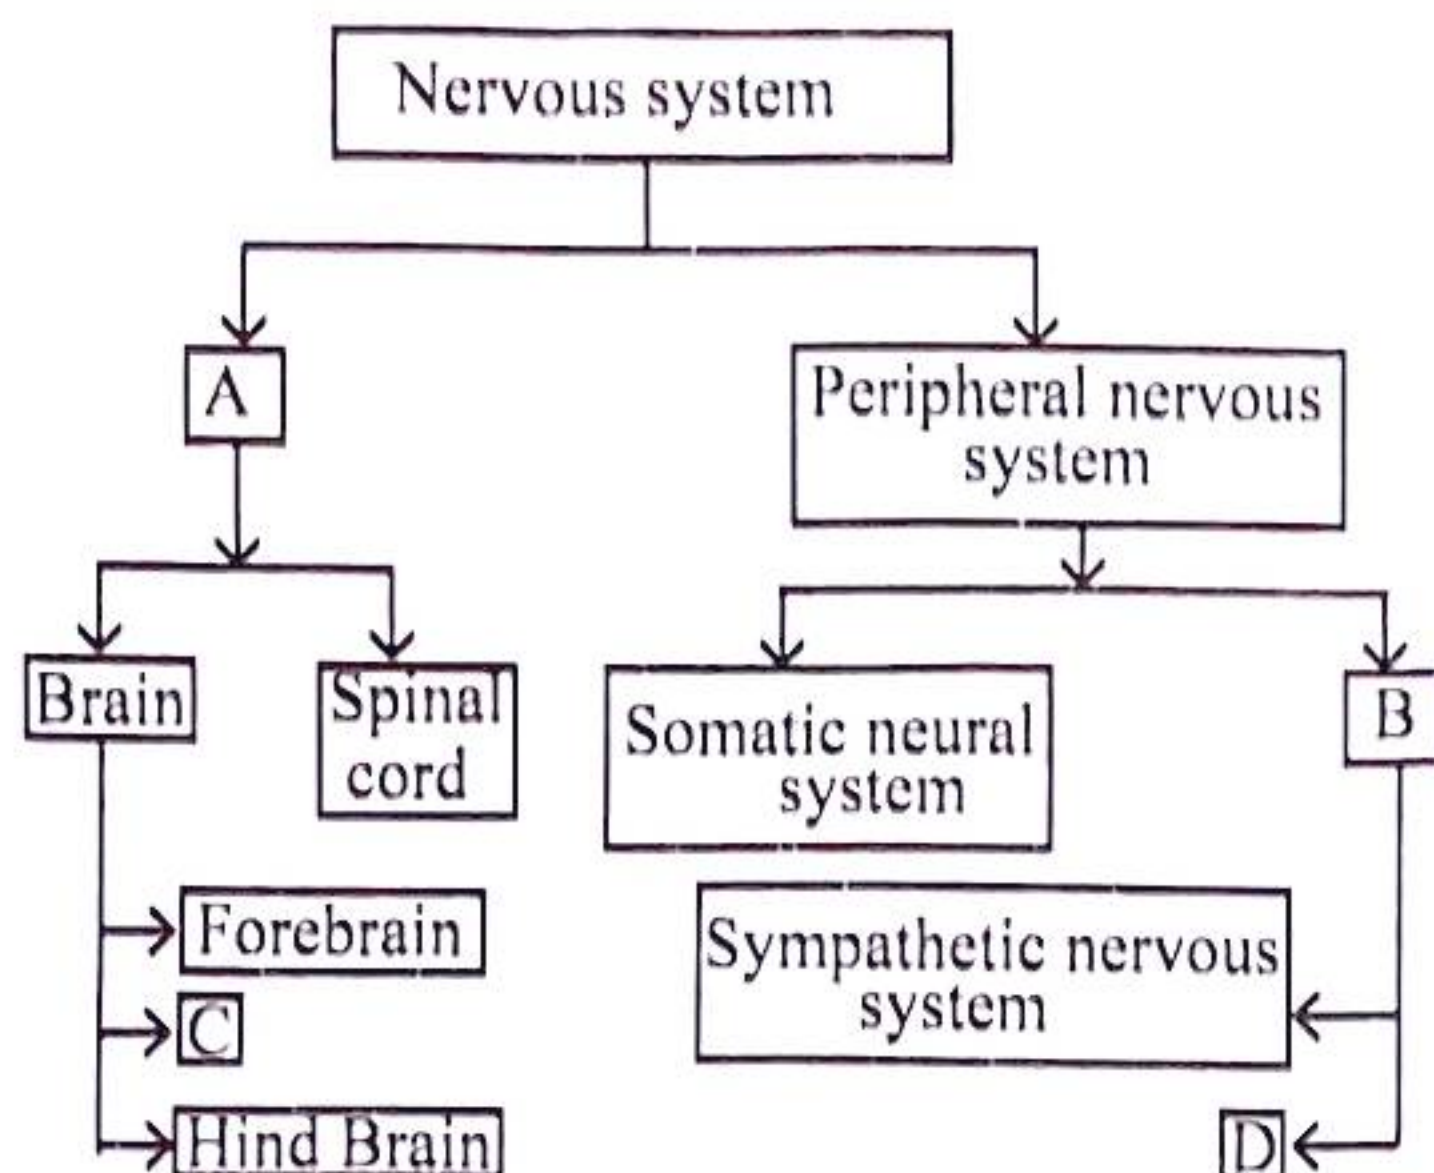 Nervous system
A
Peripheral nervous
system
Brain
Spinal
cord
Somatic neural
system
B
Forebrain
Sympathetic nervous
system
C
Hind Brain
D